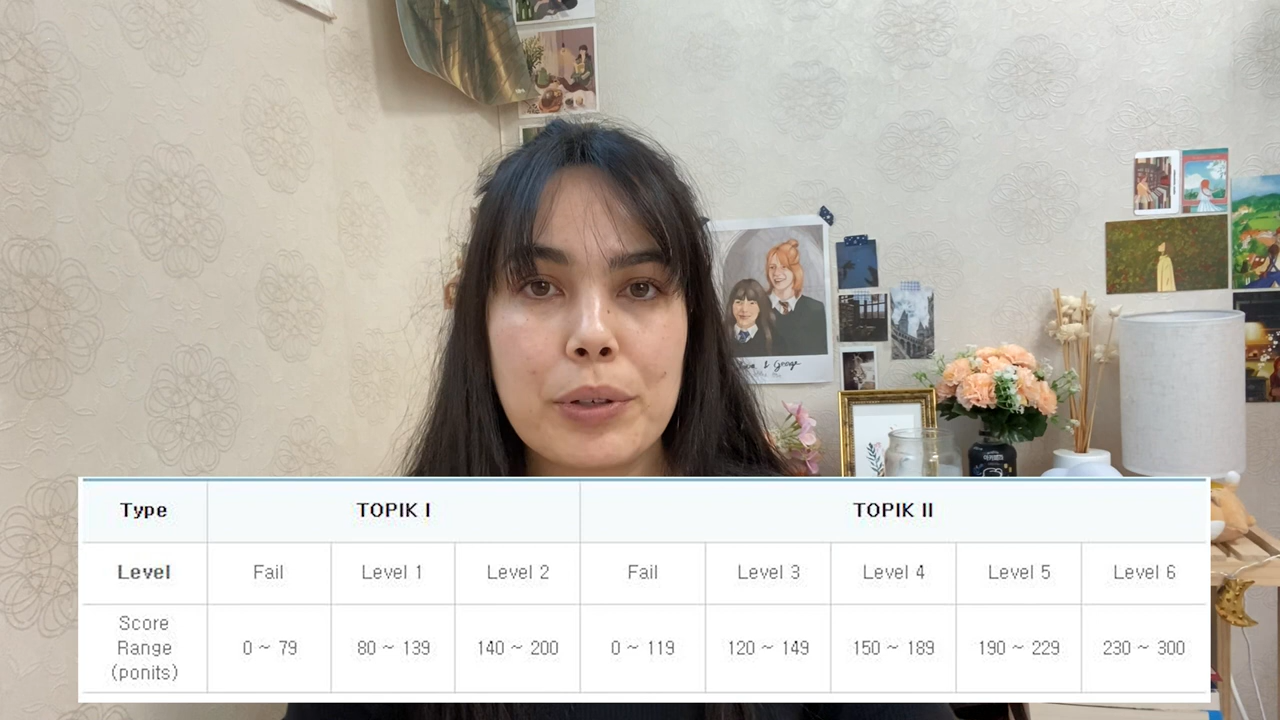 Type TOPIK I TOPIK II
Level Fail Level 1 Level 2 Fail Level 3 Level 4 Level 5 Level 6
Score
Range
(ponits)
0 ~ 79 80 ~ 139 140 ~ 200 0 ~ 119 120 ~ 149 150 ~ 189 190 ~ 229 230 ~ 300
& George